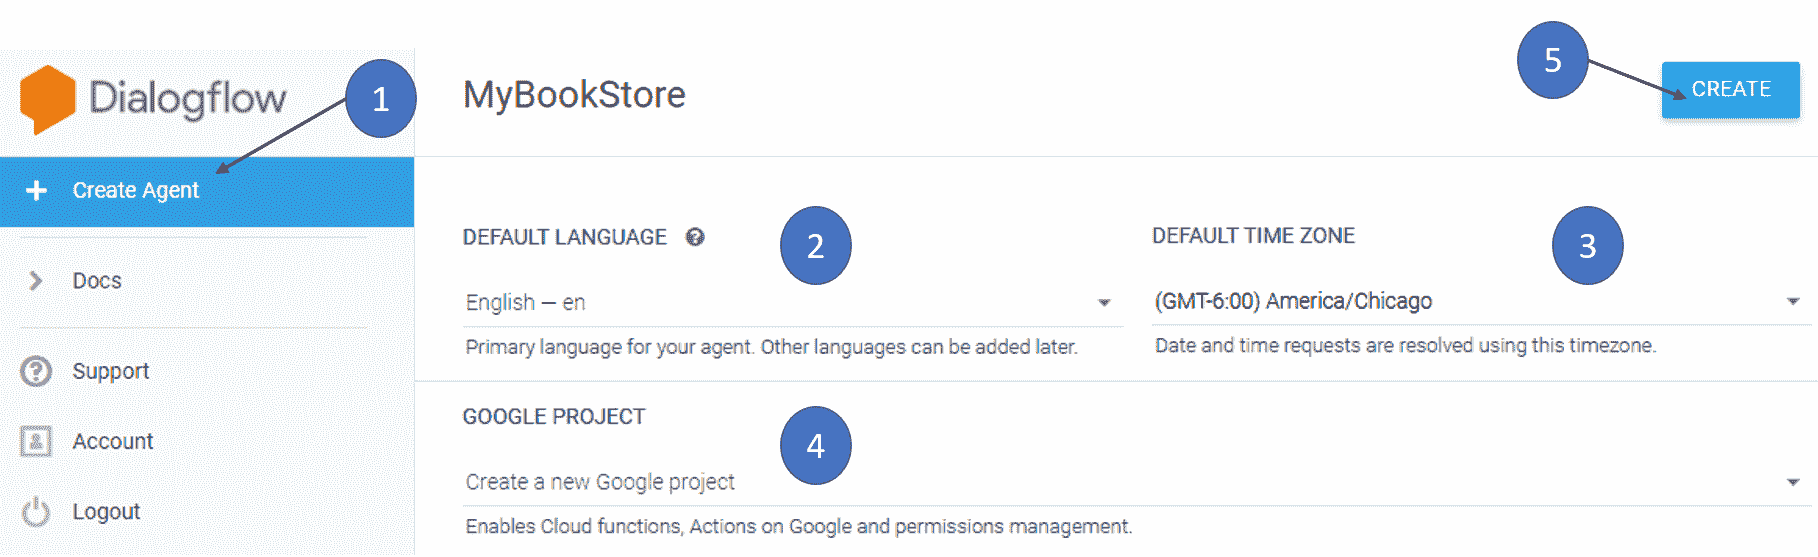 Dialogflow
1
MyBookStore
5
CREATE
Create Agent
Docs
Support
Account
Logout
DEFAULT LANGUAGE
2
English — en
Primary language for your agent. Other languages can be added later.
DEFAULT TIME ZONE
3
(GMT-6:00) America/Chicago
Date and time requests are resolved using this timezone.
GOOGLE PROJECT
4
Create a new Google project
Enables Cloud functions, Actions on Google and permissions management.